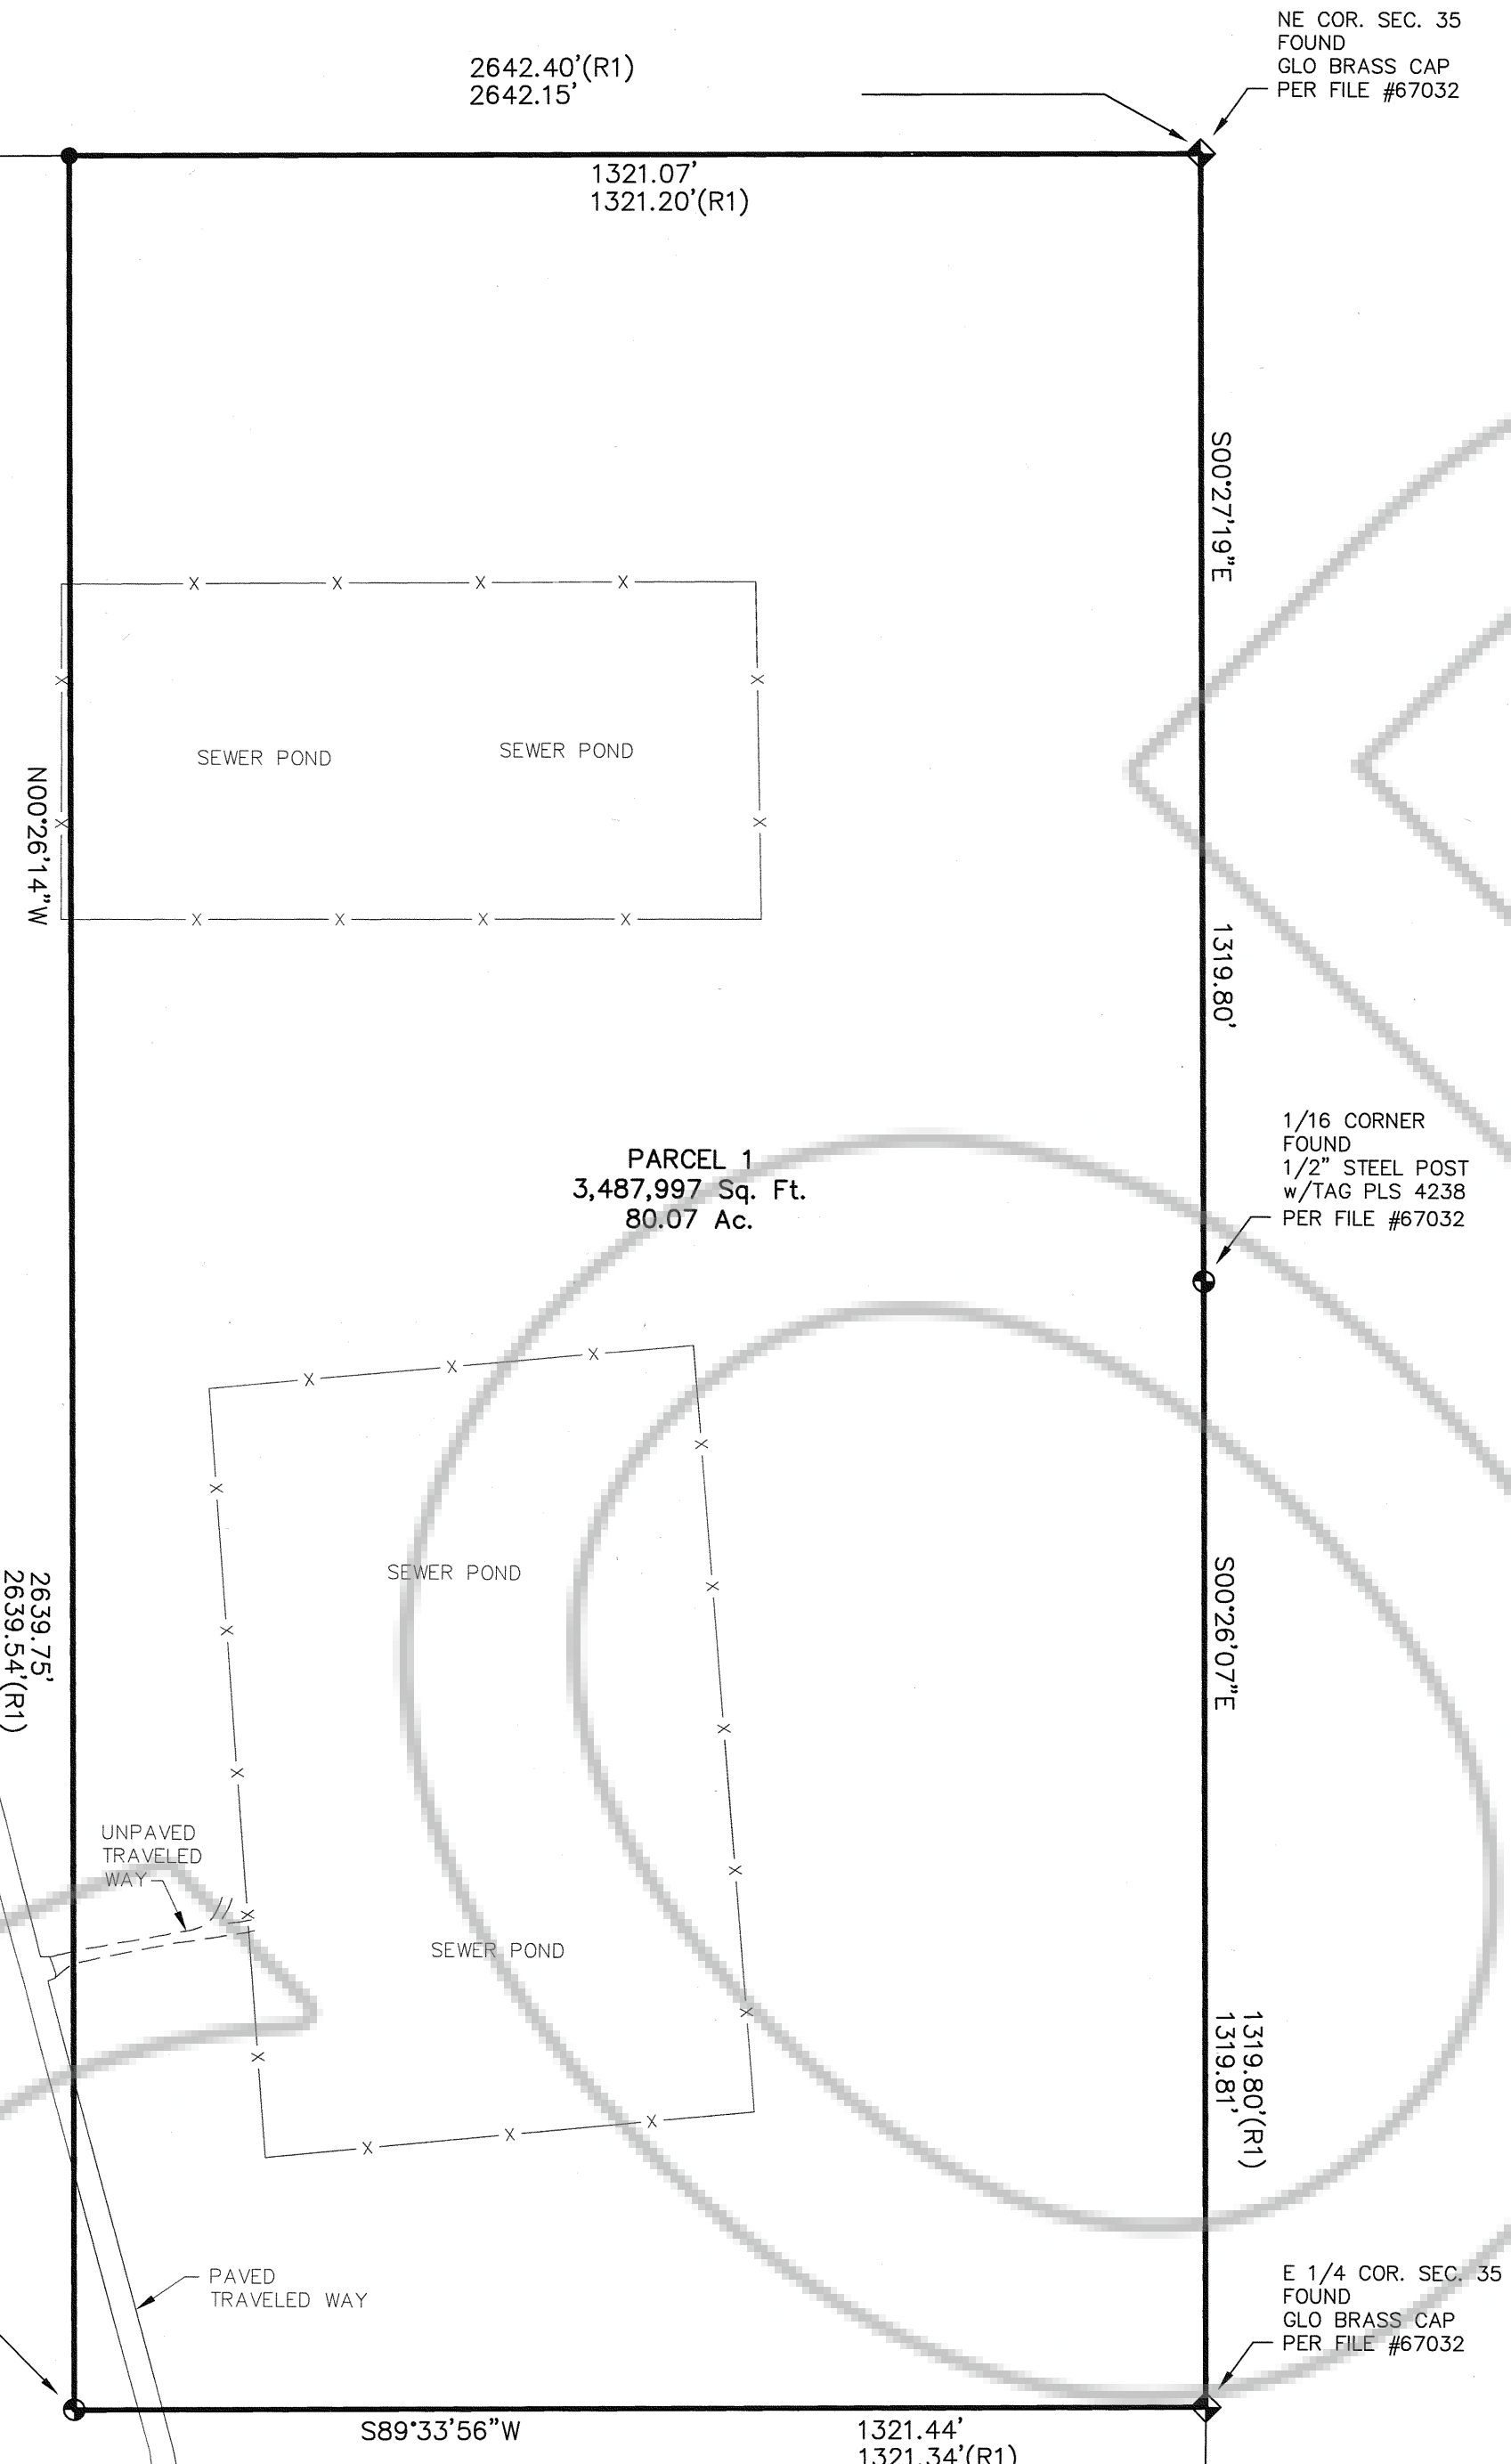 NE COR. SEC. 35
FOUND
GLO BRASS CAP
PER FILE #67032
2642.40'(R1)
2642.15'
1321.07'
1321.20'(R1)
S00°27'19"E
X X X X
X X
SEWER POND SEWER POND
N00°26'14"W
X X
X X X X
1319.80'
1/16 CORNER
FOUND
1/2" STEEL POST
w/TAG PLS 4238
PER FILE #67032
PARCEL 1
3,487,997 Sq. Ft.
80.07 Ac.
X X X
X
X
SEWER POND
X
S00°26'07"E
2639.75'
2639.54'(R1)
X
X
X
UNPAVED
TRAVELED
WAY
X
X
SEWER POND
X
1319.80'(R1)
1319.81'
X
X X X
PAVED
TRAVELED WAY
E 1/4 COR. SEC. 35
FOUND
GLO BRASS CAP
PER FILE #67032
S89°33'56"W
1321.44'
1321.34'(R1)